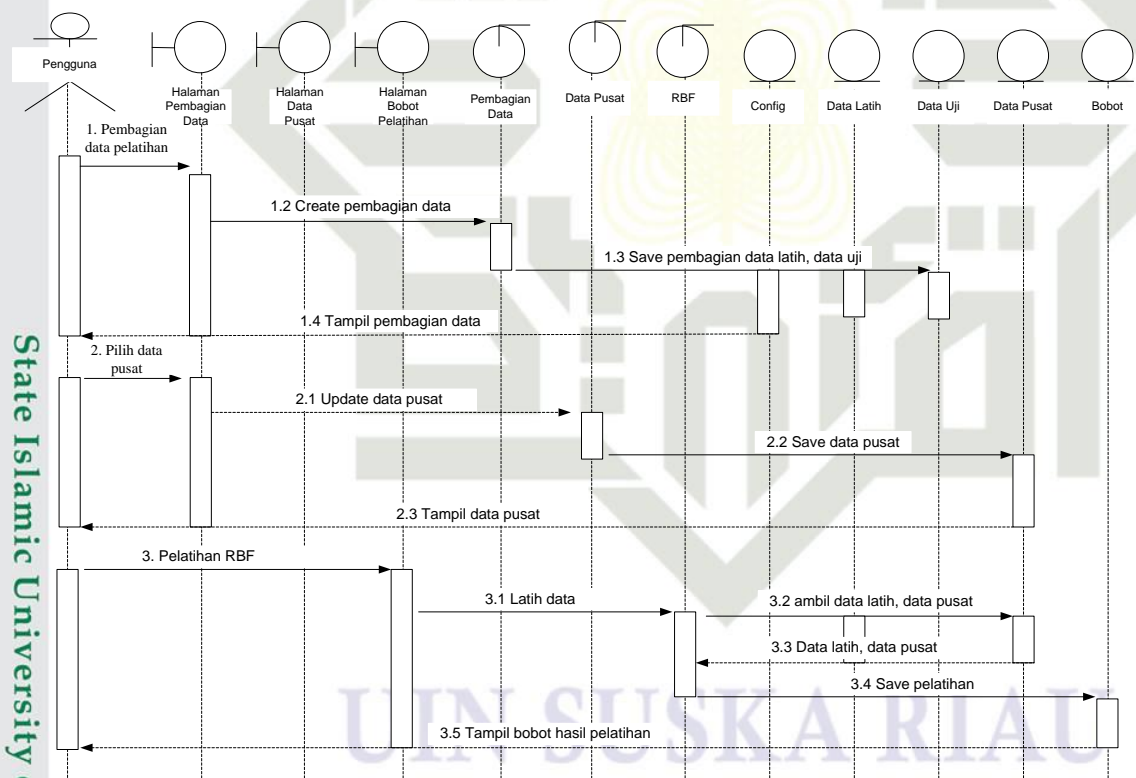 Pengguna
Halaman
Pembagian
Data
Halaman
Data
Pusat
Halaman
Bobot
Pelatihan
Pembagian
Data
Data Pusat
RBF
Config
Data Latih
Data Uji
Data Pusat
Bobot
1. Pembagian
data pelatihan
1.2 Create pembagian data
1.3 Save pembagian data latih, data uji
1.4 Tampil pembagian data
2. Pilih data
pusat
2.1 Update data pusat
2.2 Save data pusat
2.3 Tampil data pusat
3. Pelatihan RBF
3.1 Latih data
3.2 ambil data latih, data pusat
3.3 Data latih, data pusat
3.4 Save pelatihan
3.5 Tampil bobot hasil pelatihan
State Islamic University
UIN SUSKA RIAU